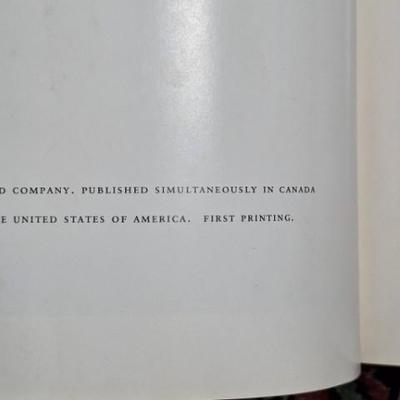 D COMPANY. PUBLISHED SIMULTANEOUSLY IN CANADA
E UNITED STATES OF AMERICA. FIRST PRINTING.